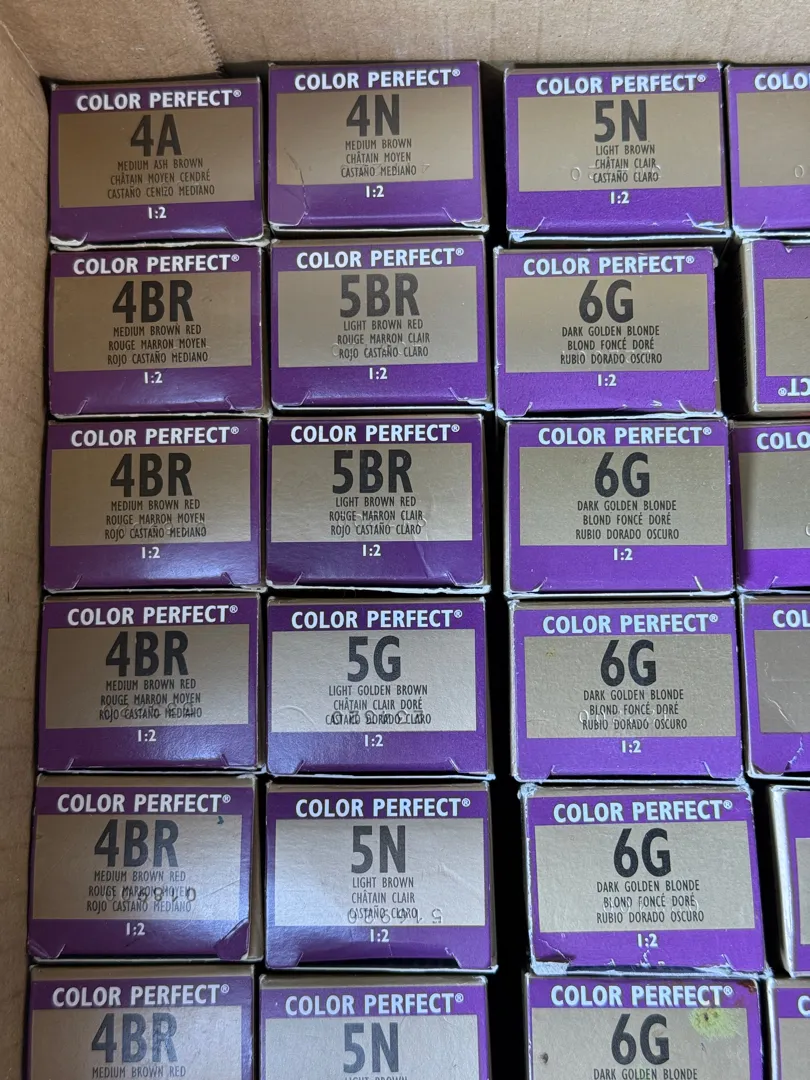 COLOR PERFECT®
4A
MEDIUM ASH BROWN
CHÂTAIN MOYEN CENDRÉ
CASTAÑO CENIZO MEDIANO
1:2
COLOR PERFECT®
4N
MEDIUM BROWN
CHÂTAIN MOYEN
CASTAÑO MEDIANO
1:2
COLOR PERFECT®
5N
LIGHT BROWN
CHÂTAIN CLAIR
CASTAÑO CLARO
1:2
COLO
COLOR PERFECT®
4BR
MEDIUM BROWN RED
ROUGE MARRON MOYEN
ROJO CASTAÑO MEDIANO
1:2
COLOR PERFECT®
5BR
LIGHT BROWN RED
ROUGE MARRON CLAIR
ROJO CASTAÑO CLARO
1:2
COLOR PERFECT®
6G
DARK GOLDEN BLONDE
BLOND FONCÉ DORÉ
RUBIO DORADO OSCURO
1:2
CT®
COLOR PERFECT®
4BR
MEDIUM BROWN RED
ROUGE MARRON MOYEN
ROJO CASTAÑO MEDIANO
1:2
COLOR PERFECT®
5BR
LIGHT BROWN RED
ROUGE MARRON CLAIR
ROJO CASTAÑO CLARO
1:2
COLOR PERFECT®
6G
DARK GOLDEN BLONDE
BLOND FONCÉ DORÉ
RUBIO DORADO OSCURO
1:2
COLO
COLOR PERFECT®
4BR
MEDIUM BROWN RED
ROUGE MARRON MOYEN
ROJO CASTAÑO MEDIANO
1:2
COLOR PERFECT®
5G
LIGHT GOLDEN BROWN
CHÂTAIN CLAIR DORÉ
CASTAÑO DORADO CLARO
1:2
COLOR PERFECT®
6G
DARK GOLDEN BLONDE
BLOND FONCÉ DORÉ
RUBIO DORADO OSCURO
1:2
COL
COLOR PERFECT®
4BR
MEDIUM BROWN RED
ROUGE MARRON MOYEN
ROJO CASTAÑO MEDIANO
1:2
COLOR PERFECT®
5N
LIGHT BROWN
CHÂTAIN CLAIR
CASTAÑO CLARO
1:2
COLOR PERFECT®
6G
DARK GOLDEN BLONDE
BLOND FONCÉ DORÉ
RUBIO DORADO OSCURO
1:2
COLOR PERFECT®
4BR
MEDIUM BROWN RED
COLOR PERFECT®
5N
LIGHT BROWN
COLOR PERFECT®
6G
DARK GOLDEN BLONDE
C